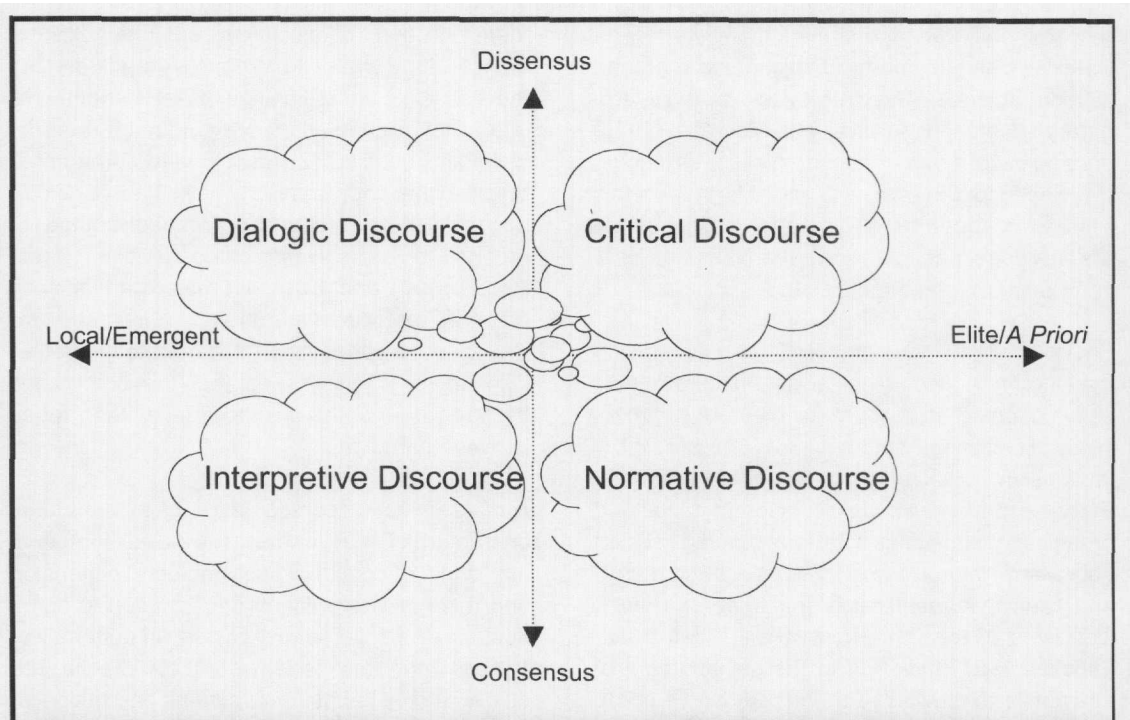 Dissensus
Dialogic Discourse
Critical Discourse
Local/Emergent
Elite/A Priori
Interpretive Discourse
Normative Discourse
Consensus